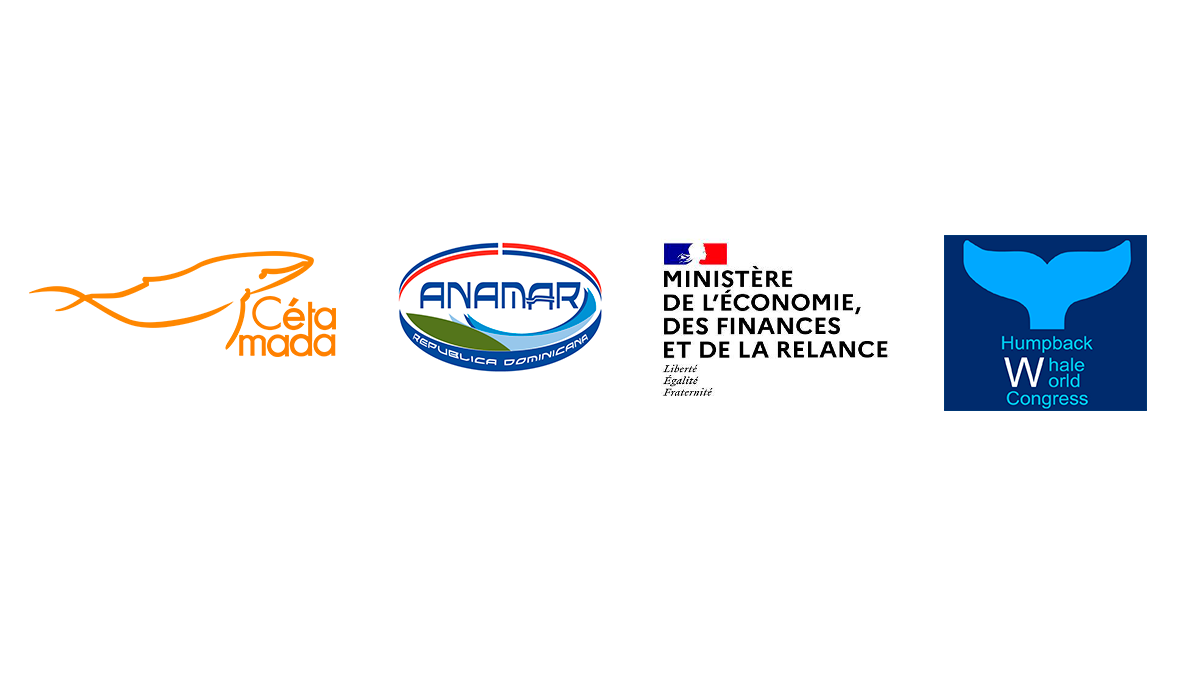 Céta
mada
ANAMAR
REPUBLICA DOMINICANA
MINISTÈRE
DE L'ÉCONOMIE,
DES FINANCES
ET DE LA RELANCE
Liberté
Égalité
Fraternité
Humpback
Whale
World
Congress